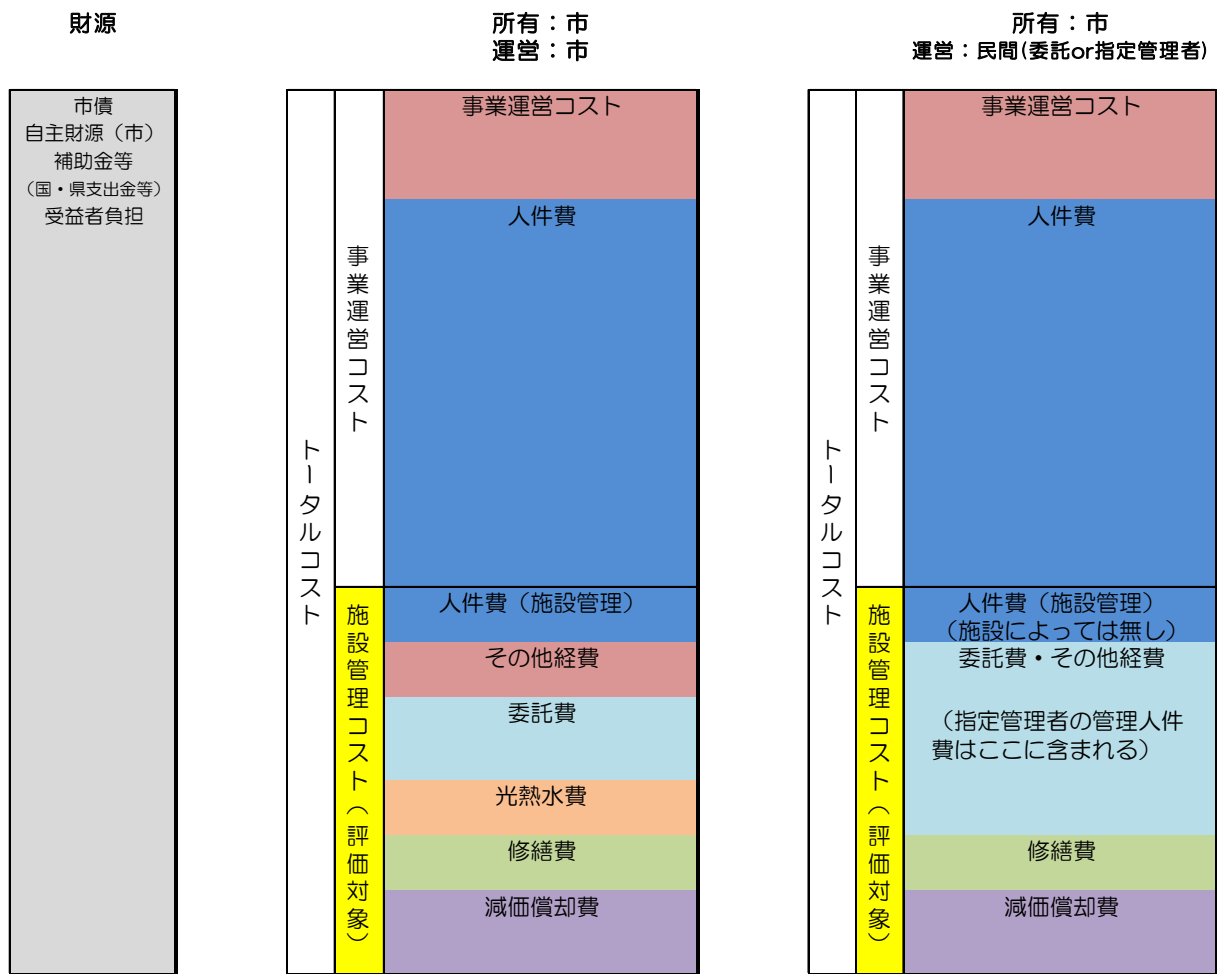 財源
市債
自主財源（市）
補助金等
（国・県支出金等）
受益者負担
所有：市
運営：市
トータルコスト
事業運営コスト
施設管理コスト（評価対象）
事業運営コスト
人件費
人件費（施設管理）
その他経費
委託費
光熱水費
修繕費
減価償却費
所有：市
運営：民間(委託or指定管理者)
トータルコスト
事業運営コスト
施設管理コスト（評価対象）
事業運営コスト
人件費
人件費（施設管理）
（施設によっては無し）
委託費・その他経費
（指定管理者の管理人件
費はここに含まれる）
修繕費
減価償却費